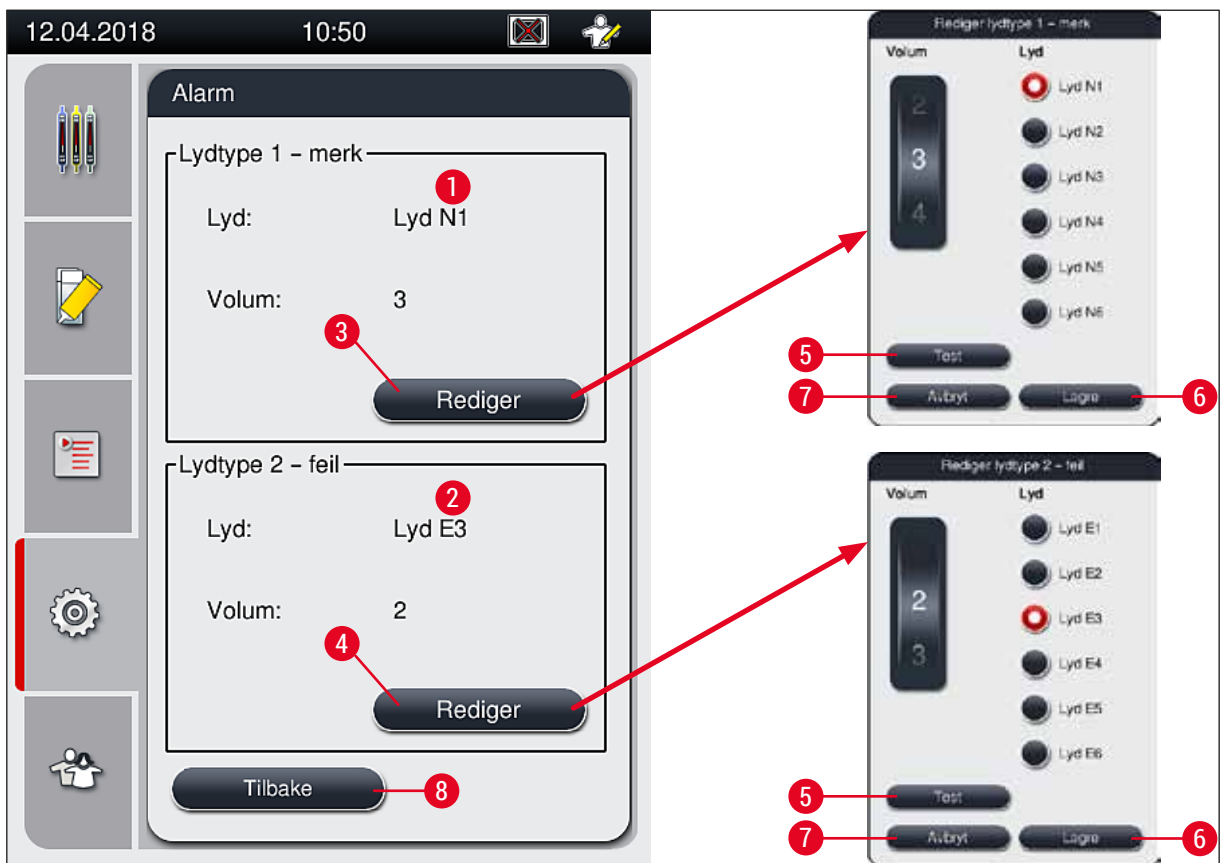 12.04.2018 10:50
Alarm
Lydtype 1 – merk
1
Lyd: Lyd N1
Volum: 3
3
Rediger
Lydtype 2 – feil
2
Lyd: Lyd E3
Volum: 2
4
Rediger
Tilbake
8
Rediger lydtype 1 – merk
Volum Lyd
2
3
4
Lyd N1
Lyd N2
Lyd N3
Lyd N4
Lyd N5
Lyd N6
5 Test
7 Avbryt Lagre 6
Rediger lydtype 2 – feil
Volum Lyd
2
3
Lyd E1
Lyd E2
Lyd E3
Lyd E4
Lyd E5
Lyd E6
5 Test
7 Avbryt Lagre 6